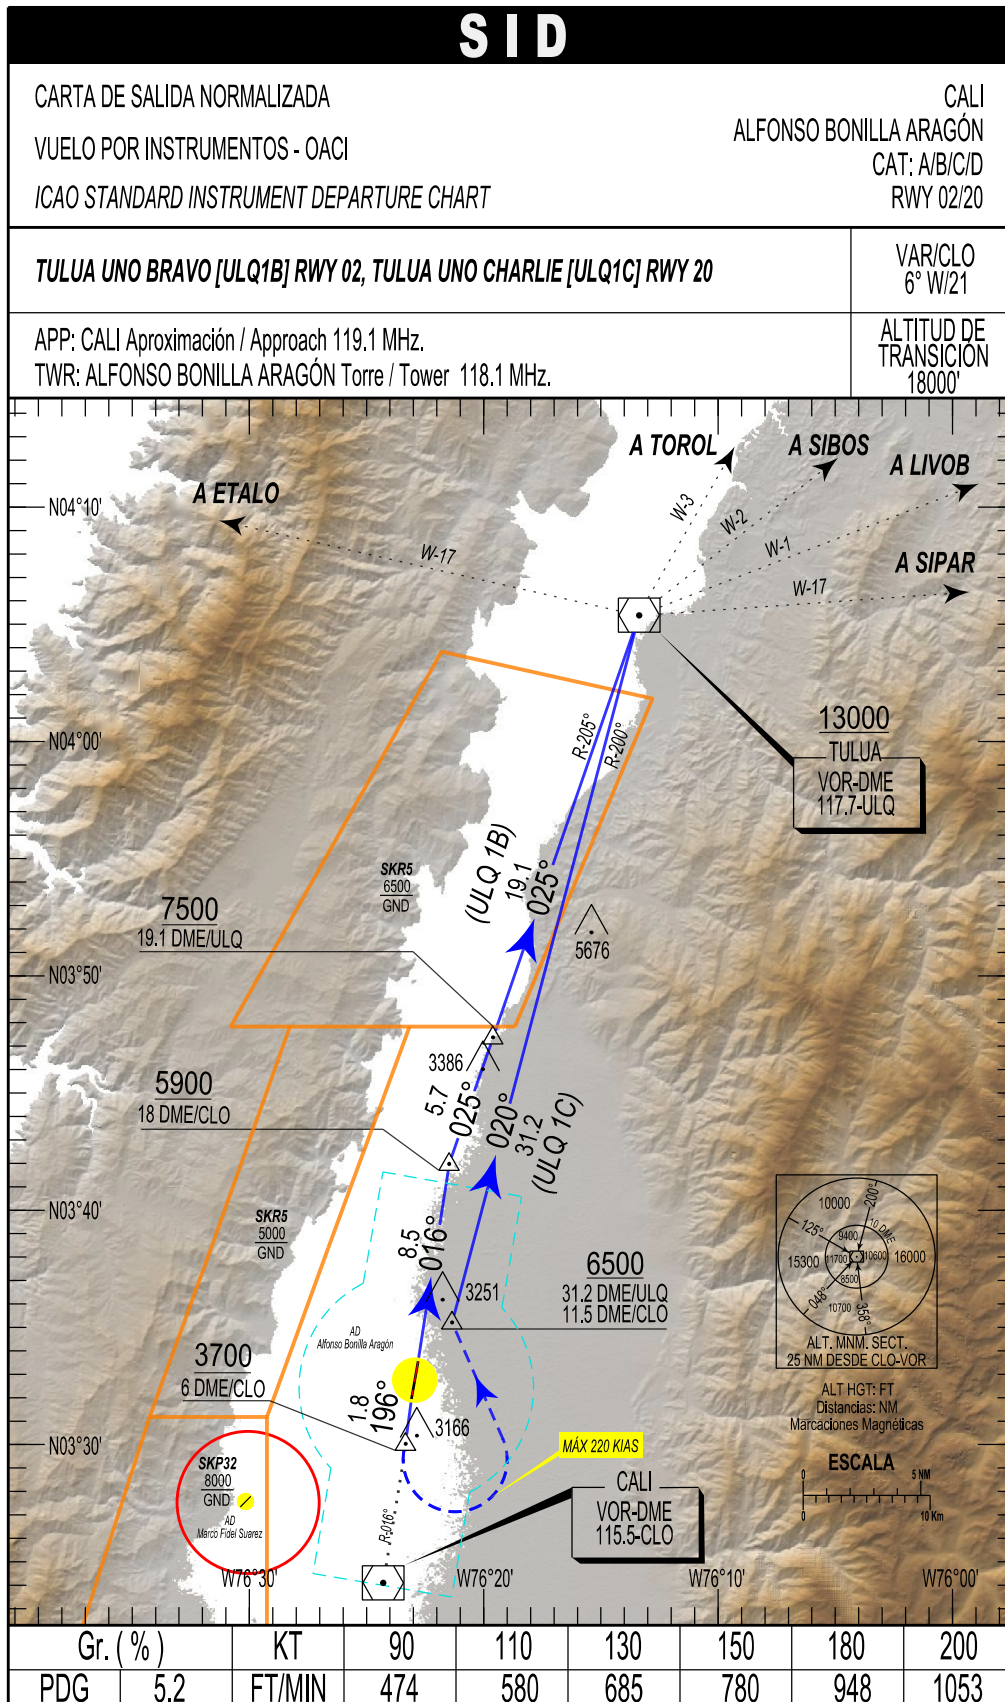 SID
CARTA DE SALIDA NORMALIZADA
VUELO POR INSTRUMENTOS - OACI
ICAO STANDARD INSTRUMENT DEPARTURE CHART
CALI
ALFONSO BONILLA ARAGÓN
CAT: A/B/C/D
RWY 02/20
TULUA UNO BRAVO [ULQ1B] RWY 02, TULUA UNO CHARLIE [ULQ1C] RWY 20
VAR/CLO
6° W/21
APP: CALI Aproximación / Approach 119.1 MHz.
TWR: ALFONSO BONILLA ARAGÓN Torre / Tower 118.1 MHz.
ALTITUD DE
TRANSICIÓN
18000'
A TOROL
A SIBOS
A LIVOB
A ETALO
A SIPAR
N04°10'
W-3
W-2
W-1
W-17
W-17
13000
TULUA
VOR-DME
117.7-ULQ
R-205°
R-200°
N04°00'
(ULQ 1B)
19.1
025°
SKR5
6500
GND
7500
19.1 DME/ULQ
5676
N03°50'
3386
5900
18 DME/CLO
5.7
025°
020°
31.2
(ULQ 1C)
N03°40'
SKR5
5000
GND
8.5
016°
6500
31.2 DME/ULQ
11.5 DME/CLO
3251
AD
Alfonso Bonilla Aragón
3700
6 DME/CLO
1.8
196°
3166
200°
10000
125°
10 DME
9400
15300
11700
10600
16000
8500
048°
10700
358°
ALT. MNM. SECT.
25 NM DESDE CLO-VOR
ALT HGT: FT
Distancias: NM
Marcaciones Magnéticas
ESCALA
0
5 NM
0
10 Km
N03°30'
MÁX 220 KIAS
SKP32
8000
GND
AD
Marco Fidel Suarez
R-016°
CALI
VOR-DME
115.5-CLO
W76°30'
W76°20'
W76°10'
W76°00'
Gr. ( % )
KT
90
110
130
150
180
200
PDG
5.2
FT/MIN
474
580
685
780
948
1053